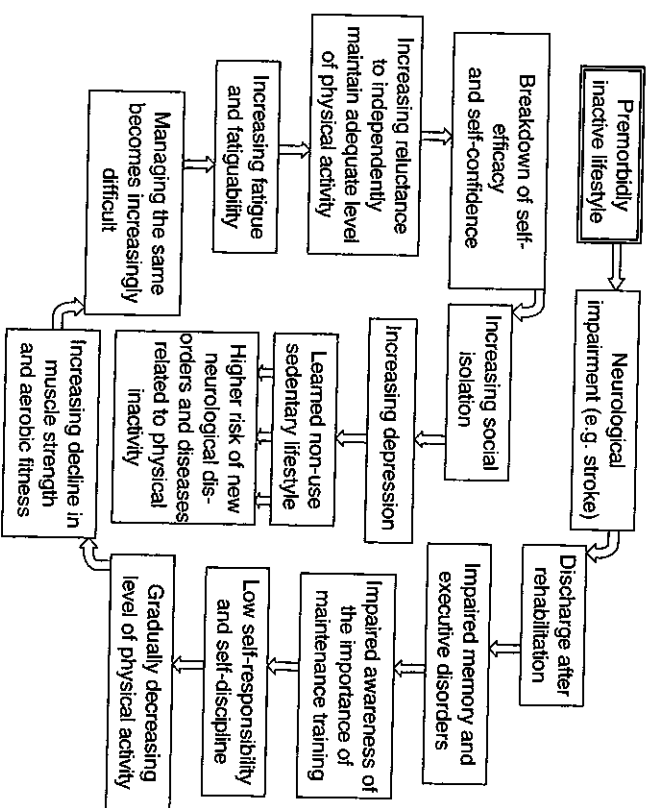 Premorbidly
inactive lifestyle
Neurological
impairment (e.g. stroke)
Discharge after
rehabilitation
Impaired memory and
executive disorders
Impaired awareness of
the importance of
maintenance training
Low self-responsibility
and self-discipline
Gradually decreasing
level of physical activity
Increasing decline in
muscle strength
and aerobic fitness
Managing the same
becomes increasingly
difficult
Increasing fatigue
and fatiguability
Increasing reluctance
to independently
maintain adequate level
of physical activity
Breakdown of self-
efficacy
and self-confidence
Increasing social
isolation
Increasing depression
Learned non-use
sedentary lifestyle
Higher risk of new
neurological dis-
orders and diseases
related to physical
inactivity